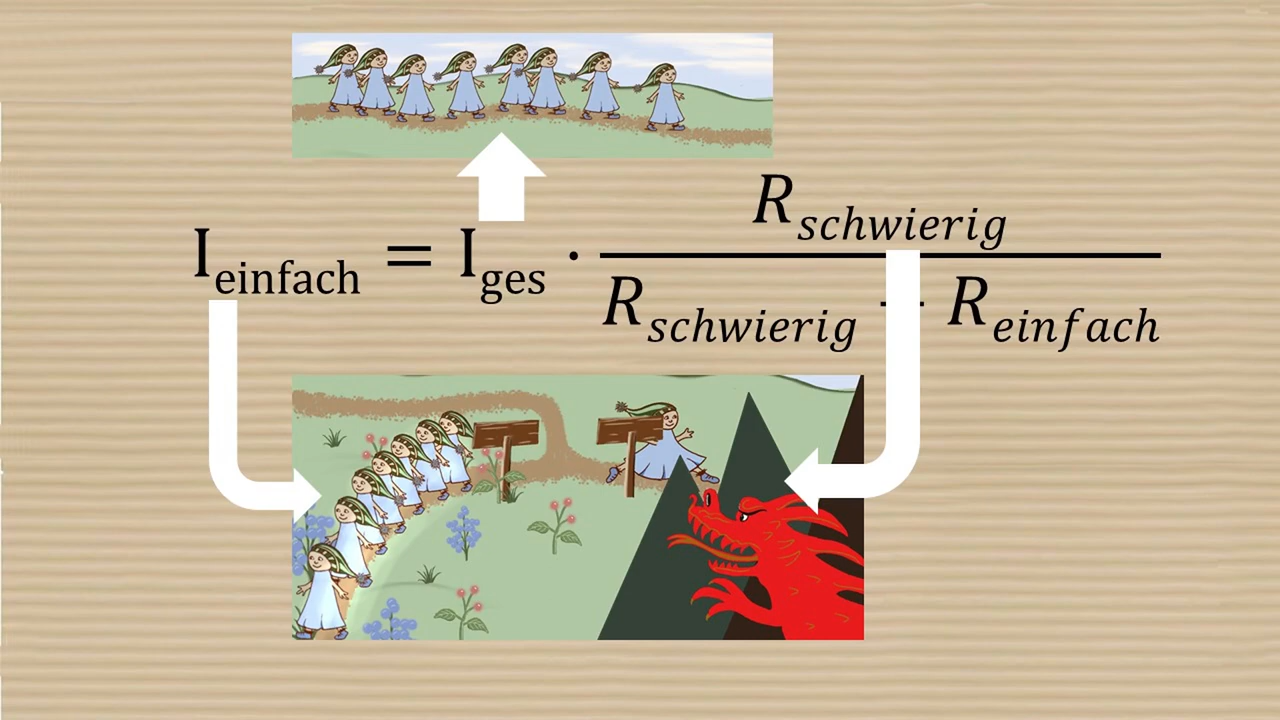 I_einfach = I_ges · R_schwierig
R_schwierig + R_einfach